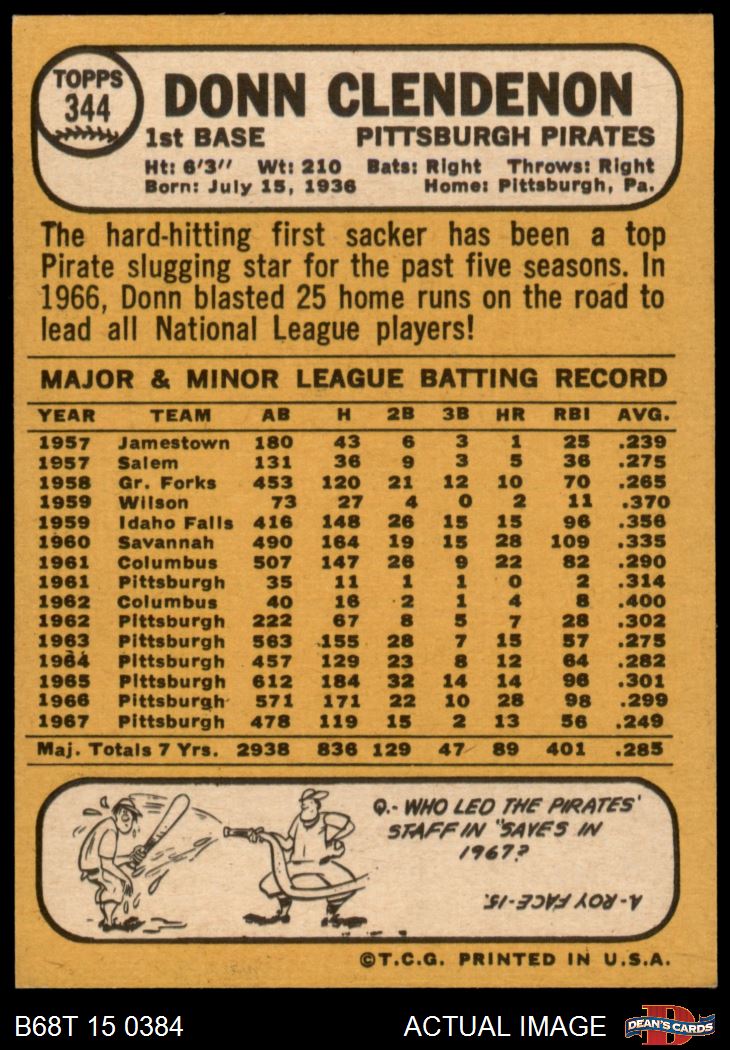 TOPPS
344
DONN CLENDENON
1st BASE PITTSBURGH PIRATES
Ht: 6'3" Wt: 210 Bats: Right Throws: Right
Born: July 15, 1936 Home: Pittsburgh, Pa.
The hard-hitting first sacker has been a top
Pirate slugging star for the past five seasons. In
1966, Donn blasted 25 home runs on the road to
lead all National League players!
MAJOR & MINOR LEAGUE BATTING RECORD
YEAR TEAM AB H 2B 3B HR RBI AVG.
1957 Jamestown 180 43 6 3 1 25 .239
1957 Salem 131 36 9 3 5 36 .275
1958 Gr. Forks 453 120 21 12 10 70 .265
1959 Wilson 73 27 4 0 2 11 .370
1959 Idaho Falls 416 148 26 15 15 96 .356
1960 Savannah 490 164 19 15 28 109 .335
1961 Columbus 507 147 26 9 22 82 .290
1961 Pittsburgh 35 11 1 1 0 2 .314
1962 Columbus 40 16 2 1 4 8 .400
1962 Pittsburgh 222 67 8 5 7 28 .302
1963 Pittsburgh 563 155 28 7 15 57 .275
1964 Pittsburgh 457 129 23 8 12 64 .282
1965 Pittsburgh 612 184 32 14 14 96 .301
1966 Pittsburgh 571 171 22 10 28 98 .299
1967 Pittsburgh 478 119 15 2 13 56 .249
Maj. Totals 7 Yrs. 2938 836 129 47 89 401 .285
Q.- WHO LED THE PIRATES'
STAFF IN "SAVES IN
1967?
A- ROY FACE-15.
©T.C.G. PRINTED IN U.S.A.
B68T 15 0384 ACTUAL IMAGE
D
DEAN'S CARDS